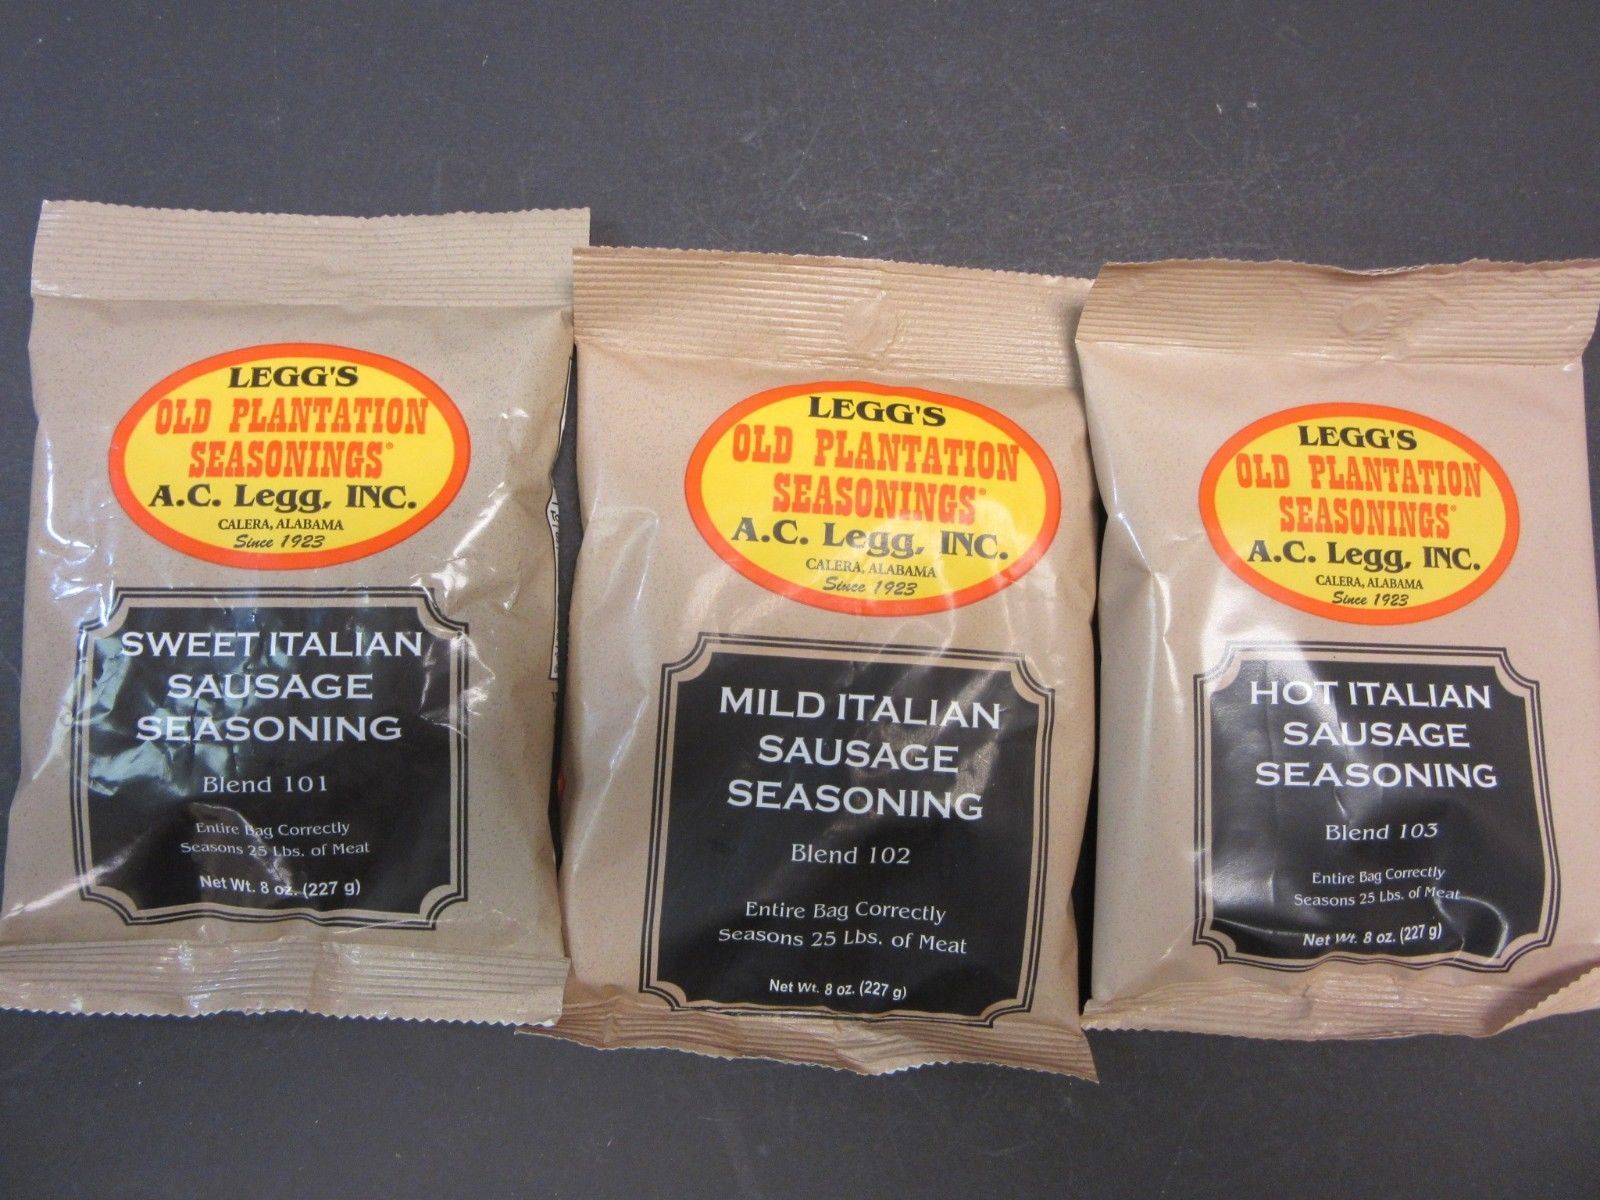 LEGG'S
OLD PLANTATION
SEASONINGS®
A.C. Legg, INC.
CALERA, ALABAMA
Since 1923
SWEET ITALIAN
SAUSAGE
SEASONING
Blend 101
Entire Bag Correctly
Seasons 25 Lbs. of Meat
Net Wt. 8 oz. (227 g)
LEGG'S
OLD PLANTATION
SEASONINGS®
A.C. Legg, INC.
CALERA, ALABAMA
Since 1923
MILD ITALIAN
SAUSAGE
SEASONING
Blend 102
Entire Bag Correctly
Seasons 25 Lbs. of Meat
Net Wt. 8 oz. (227 g)
LEGG'S
OLD PLANTATION
SEASONINGS®
A.C. Legg, INC.
CALERA, ALABAMA
Since 1923
HOT ITALIAN
SAUSAGE
SEASONING
Blend 103
Entire Bag Correctly
Seasons 25 Lbs. of Meat
Net Wt. 8 oz. (227 g)